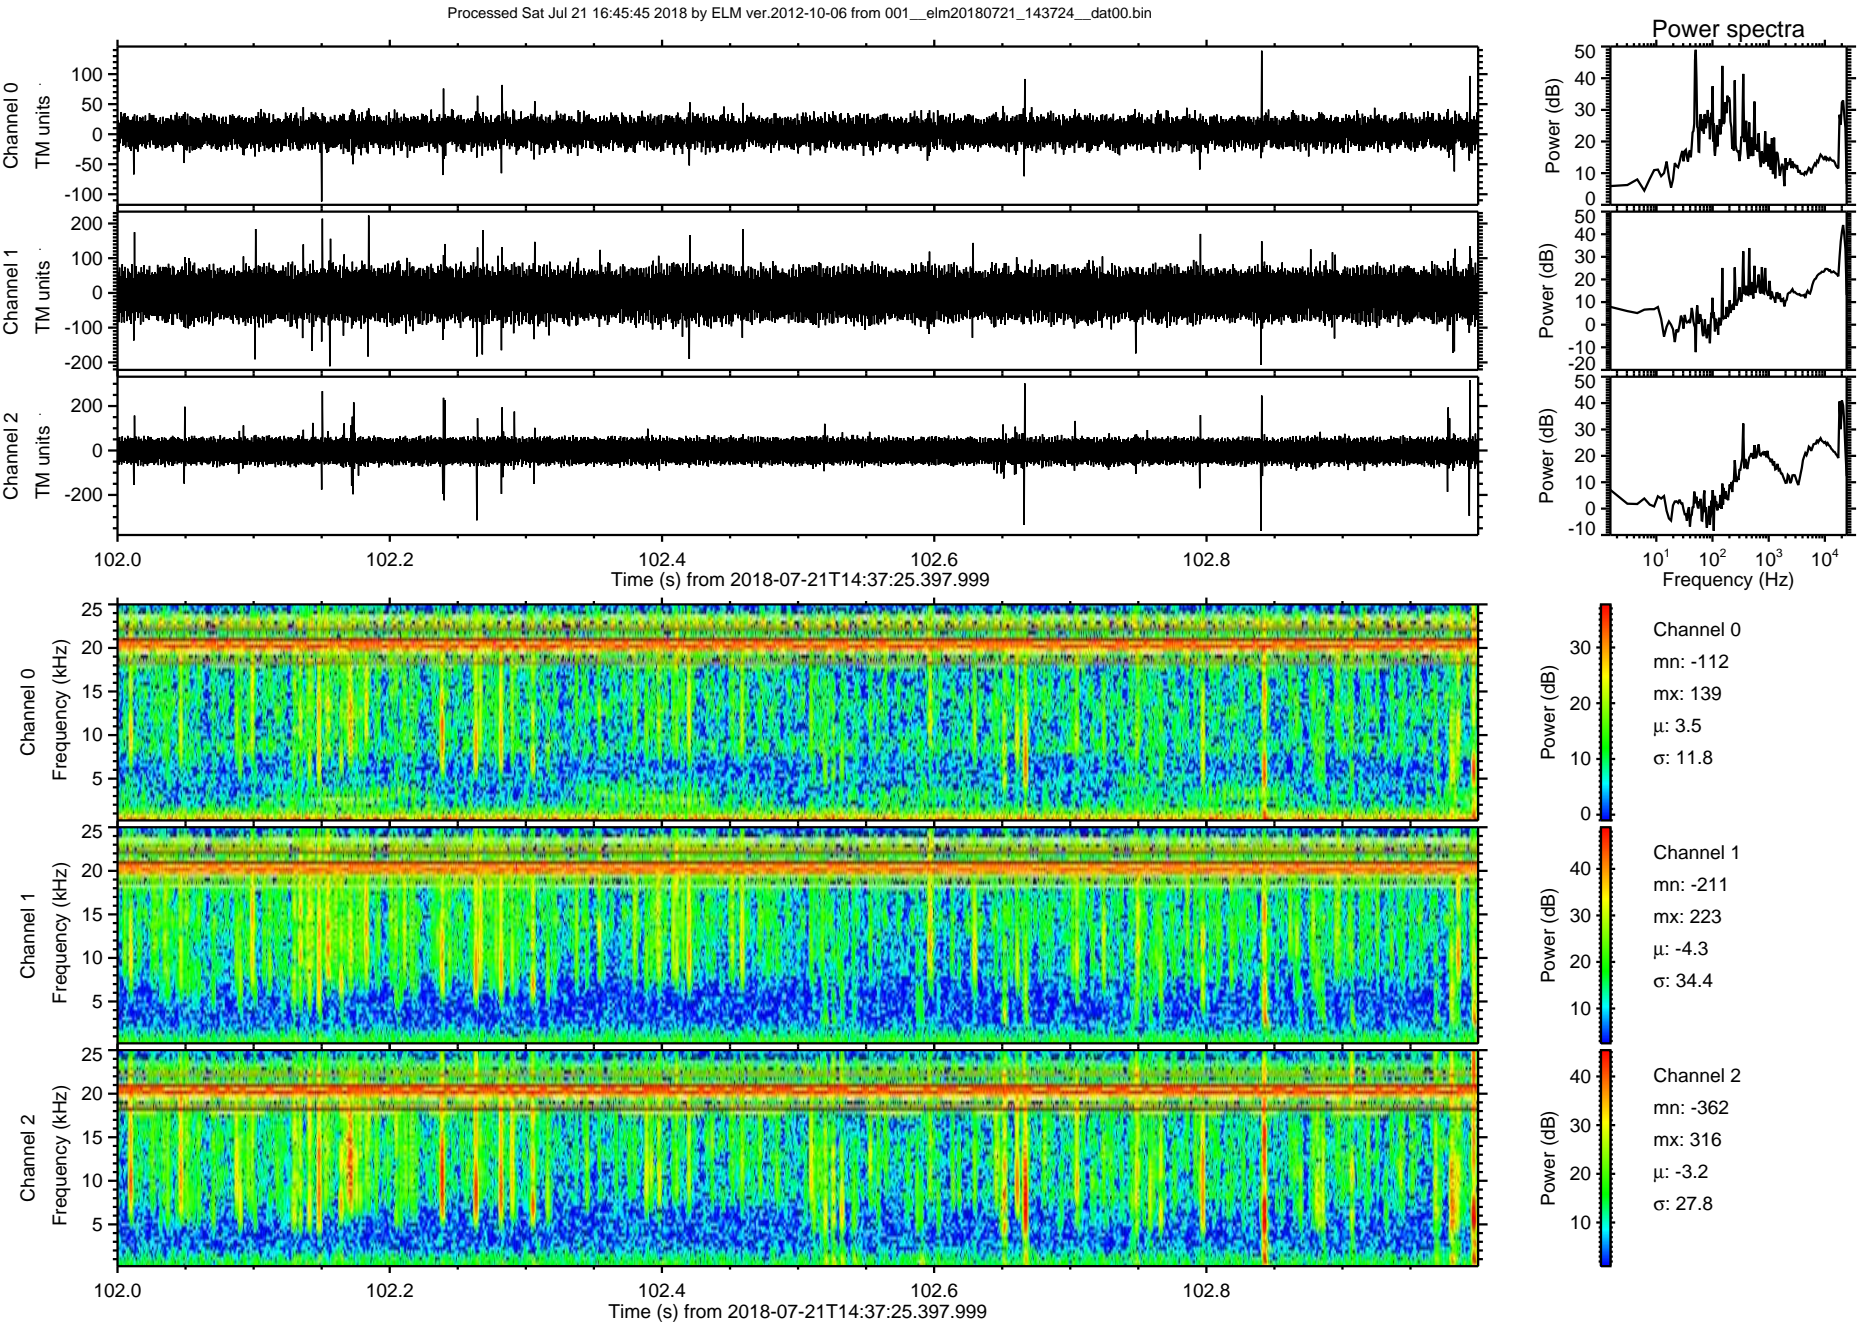 Processed Sat Jul 21 16:45:45 2018 by ELM ver.2012-10-06 from 001__elm20180721_143724__dat00.bin
Power spectra
Channel 0
TM units
100
50
0
-50
-100
Power (dB)
50
40
30
20
10
0
Channel 1
TM units
200
100
0
-100
-200
Power (dB)
50
40
30
20
10
0
-10
-20
Channel 2
TM units
200
0
-200
Power (dB)
50
40
30
20
10
0
-10
102.0 102.2 102.4 102.6 102.8
Time (s) from 2018-07-21T14:37:25.397.999
10¹ 10² 10³ 10⁴
Frequency (Hz)
Channel 0
Frequency (kHz)
25
20
15
10
5
Power (dB)
30
20
10
0
Channel 0
mn: -112
mx: 139
μ: 3.5
σ: 11.8
Channel 1
Frequency (kHz)
25
20
15
10
5
Power (dB)
40
30
20
10
Channel 1
mn: -211
mx: 223
μ: -4.3
σ: 34.4
Channel 2
Frequency (kHz)
25
20
15
10
5
Power (dB)
40
30
20
10
Channel 2
mn: -362
mx: 316
μ: -3.2
σ: 27.8
102.0 102.2 102.4 102.6 102.8
Time (s) from 2018-07-21T14:37:25.397.999